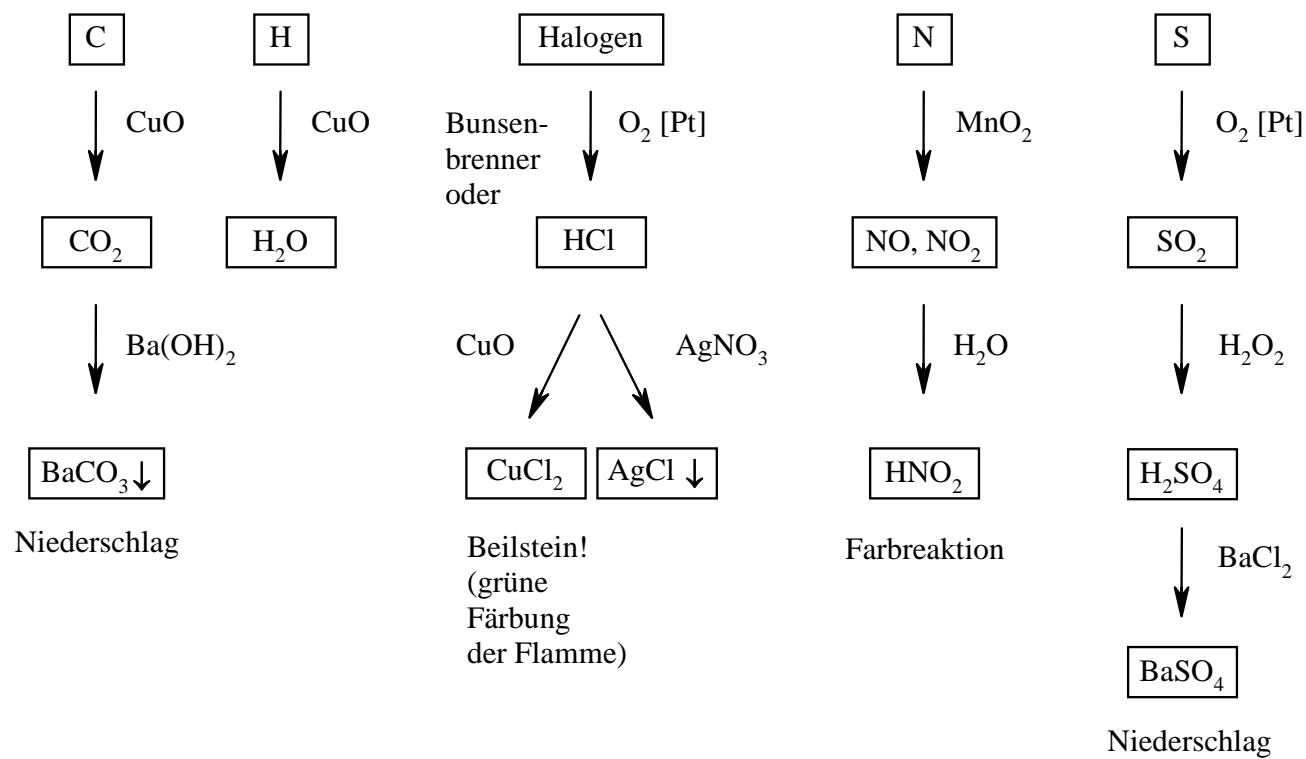 C H Halogen N S
CuO CuO Bunsen-
brenner
oder O₂ [Pt] MnO₂ O₂ [Pt]
CO₂ H₂O HCl NO, NO₂ SO₂
Ba(OH)₂ CuO AgNO₃ H₂O H₂O₂
BaCO₃↓ CuCl₂ AgCl ↓ HNO₂ H₂SO₄
Niederschlag Beilstein!
(grüne
Färbung
der Flamme) Farbreaktion BaCl₂
BaSO₄
Niederschlag